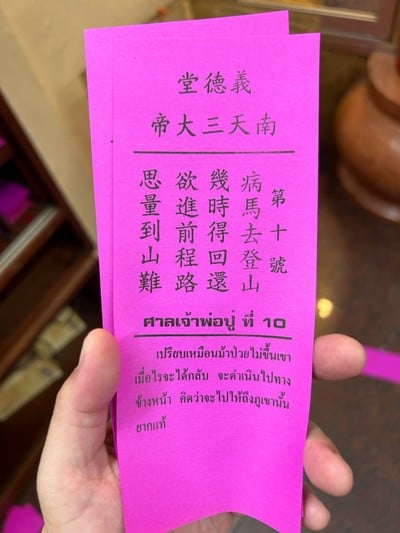 義德堂
南天三大帝
第十號
病馬去登山
幾時得回還
欲進前程路
思量到山難
ศาลเจ้าพ่อปู่ ที่ 10
เปรียบเหมือนม้าป่วยไม่ขึ้นเขา
เมื่อไรจะได้กลับ จะดำเนินไปทาง
ข้างหน้า คิดว่าจะไปให้ถึงภูเขานั้น
ยากแท้